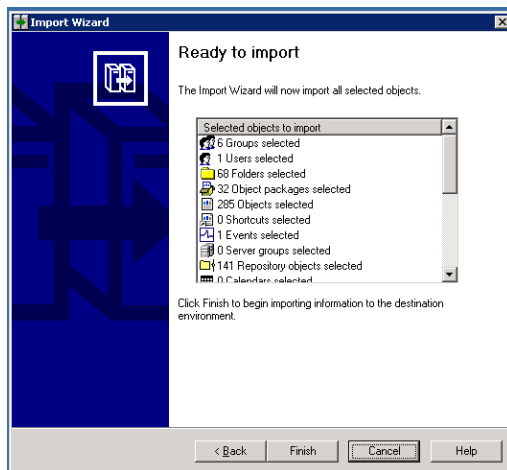 Import Wizard
Ready to import
The Import Wizard will now import all selected objects.
Selected objects to import
6 Groups selected
1 Users selected
68 Folders selected
32 Object packages selected
285 Objects selected
0 Shortcuts selected
1 Events selected
0 Server groups selected
141 Repository objects selected
0 Calendars selected
Click Finish to begin importing information to the destination
environment.
< Back Finish Cancel Help